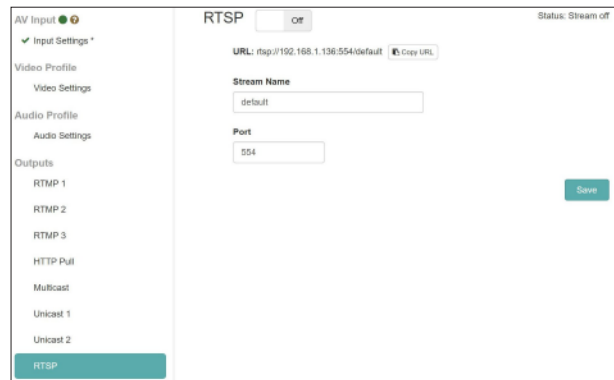 AV Input
Input Settings *
Video Profile
Video Settings
Audio Profile
Audio Settings
Outputs
RTMP 1
RTMP 2
RTMP 3
HTTP Pull
Multicast
Unicast 1
Unicast 2
RTSP
RTSP Off
Status: Stream off
URL: rtsp://192.168.1.136:554/default Copy URL
Stream Name
default
Port
554
Save